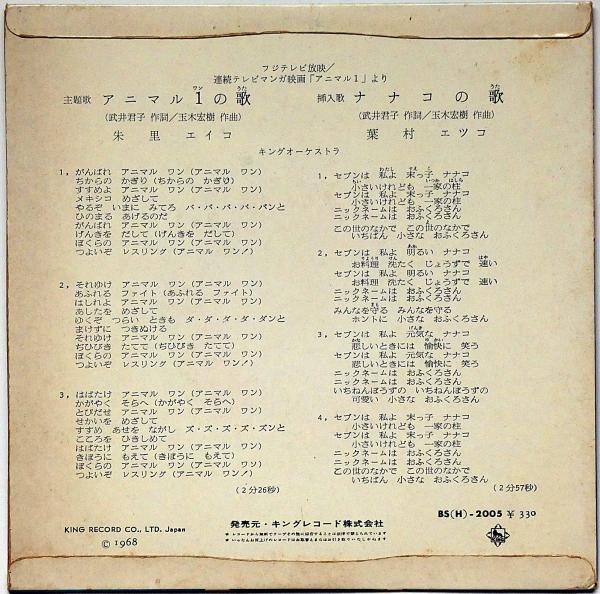 フジテレビ放映/
連続テレビマンガ映画「アニマル1」より
主題歌 アニマル1の歌
(武井君子 作詞/玉木宏樹 作曲)
朱里エイコ
挿入歌 ナナコの歌
(武井君子 作詞/玉木宏樹 作曲)
葉村エツコ
キングオーケストラ
1,がんばれ アニマル ワン(アニマル ワン)
ちからの かぎり(ちからの かぎり)
すすめよ アニマル ワン(アニマル ワン)
メキシコ めざして
やるぞ いまに みてろ バ・バ・バ・バ・バンと
ひのまる あげるのだ
がんばれ アニマル ワン(アニマル ワン)
げんきを だして(げんきを だして)
ぼくらの アニマル ワン(アニマル ワン)
つよいぞ レスリング(アニマル ワン!)
2,それゆけ アニマル ワン(アニマル ワン)
あふれる ファイト(あふれる ファイト)
はしれよ アニマル ワン(アニマル ワン)
あしたを めざして
ゆくぞ つらい ときも ダ・ダ・ダ・ダ・ダンと
まけずに つきぬける
それゆけ アニマル ワン(アニマル ワン)
ぢひびき たてて(ぢひびき たてて)
ぼくらの アニマル ワン(アニマル ワン)
つよいぞ レスリング(アニマル ワン!)
3,はばたけ アニマル ワン(アニマル ワン)
かがやく そらへ(かがやく そらへ)
とびだせ アニマル ワン(アニマル ワン)
せかいを めざして
すすめ あせを ながし ズ・ズ・ズ・ズ・ズンと
こころを ひきしめて
はばたけ アニマル ワン(アニマル ワン)
きぼうに もえて(きぼうに もえて)
ぼくらの アニマル ワン(アニマル ワン)
つよいぞ レスリング(アニマル ワン!)
(2分26秒)
1,セブンは 私よ 末っ子 ナナコ
小さいけれども 一家の柱
セブンは 私よ 末っ子 ナナコ
小さいけれども 一家の柱
ニックネームは おふくろさん
ニックネームは おふくろさん
この世のなかで この世のなかで
いちばん 小さな おふくろさん
2,セブンは 私よ 明るい ナナコ
お料理 洗たく じょうずで 速い
セブンは 私よ 明るい ナナコ
お料理 洗たく じょうずで 速い
ニックネームは おふくろさん
ニックネームは おふくろさん
みんなを守る みんなを守る
ホントに 小さな おふくろさん
3,セブンは 私よ 元気な ナナコ
悲しいときには 愉快に 笑う
セブンは 私よ 元気な ナナコ
悲しいときには 愉快に 笑う
ニックネームは おふくろさん
ニックネームは おふくろさん
いちねんぼうずの いちねんぼうずの
可愛い 小さな おふくろさん
4,セブンは 私よ 末っ子 ナナコ
小さいけれども 一家の柱
セブンは 私よ 末っ子 ナナコ
小さいけれども 一家の柱
ニックネームは おふくろさん
ニックネームは おふくろさん
この世のなかで この世のなかで
いちばん 小さな おふくろさん
(2分57秒)
BS(H)-2005 ¥330
KING RECORD CO., LTD. Japan
© 1968
発売元・キングレコード株式会社